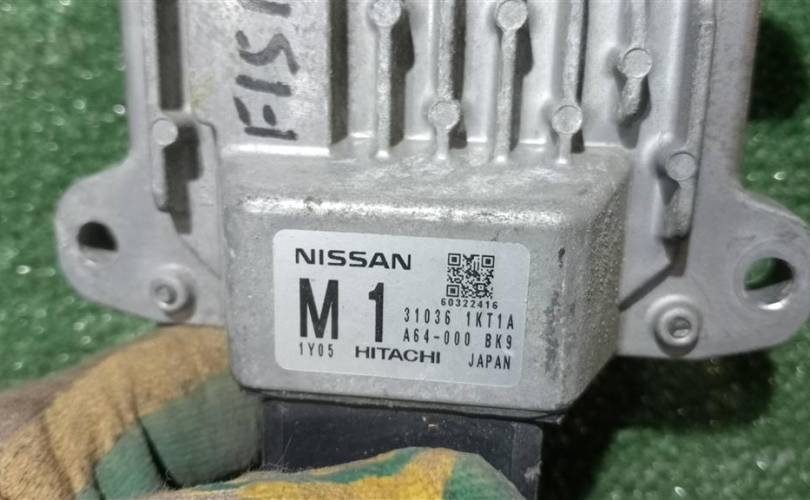 F15
NISSAN
60322416
M 1 31036 1KT1A
A64-000 BK9
1Y05 HITACHI JAPAN